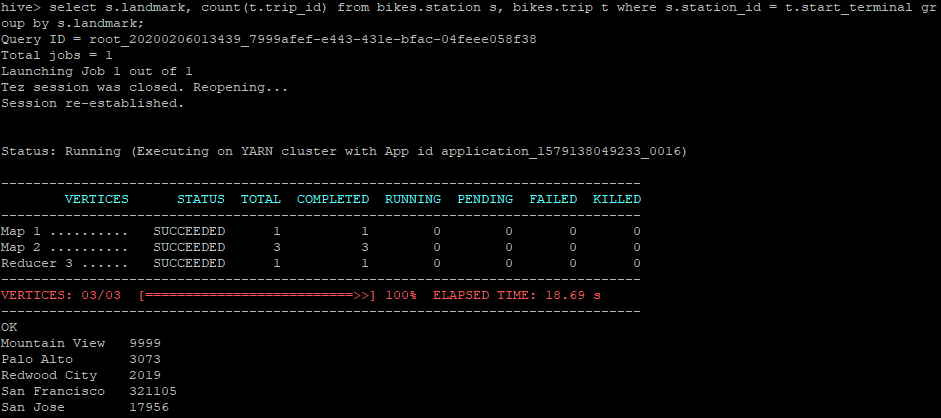 hive> select s.landmark, count(t.trip_id) from bikes.station s, bikes.trip t where s.station_id = t.start_terminal gr
oup by s.landmark;
Query ID = root_20200206013439_7999afef-e443-431e-bfac-04feee058f38
Total jobs = 1
Launching Job 1 out of 1
Tez session was closed. Reopening...
Session re-established.
Status: Running (Executing on YARN cluster with App id application_1579138049233_0016)
--------------------------------------------------------------------------------
VERTICES STATUS TOTAL COMPLETED RUNNING PENDING FAILED KILLED
--------------------------------------------------------------------------------
Map 1 .......... SUCCEEDED 1 1 0 0 0 0
Map 2 .......... SUCCEEDED 3 3 0 0 0 0
Reducer 3 ...... SUCCEEDED 1 1 0 0 0 0
--------------------------------------------------------------------------------
VERTICES: 03/03 [==========================>>] 100% ELAPSED TIME: 18.69 s
--------------------------------------------------------------------------------
OK
Mountain View 9999
Palo Alto 3073
Redwood City 2019
San Francisco 321105
San Jose 17956